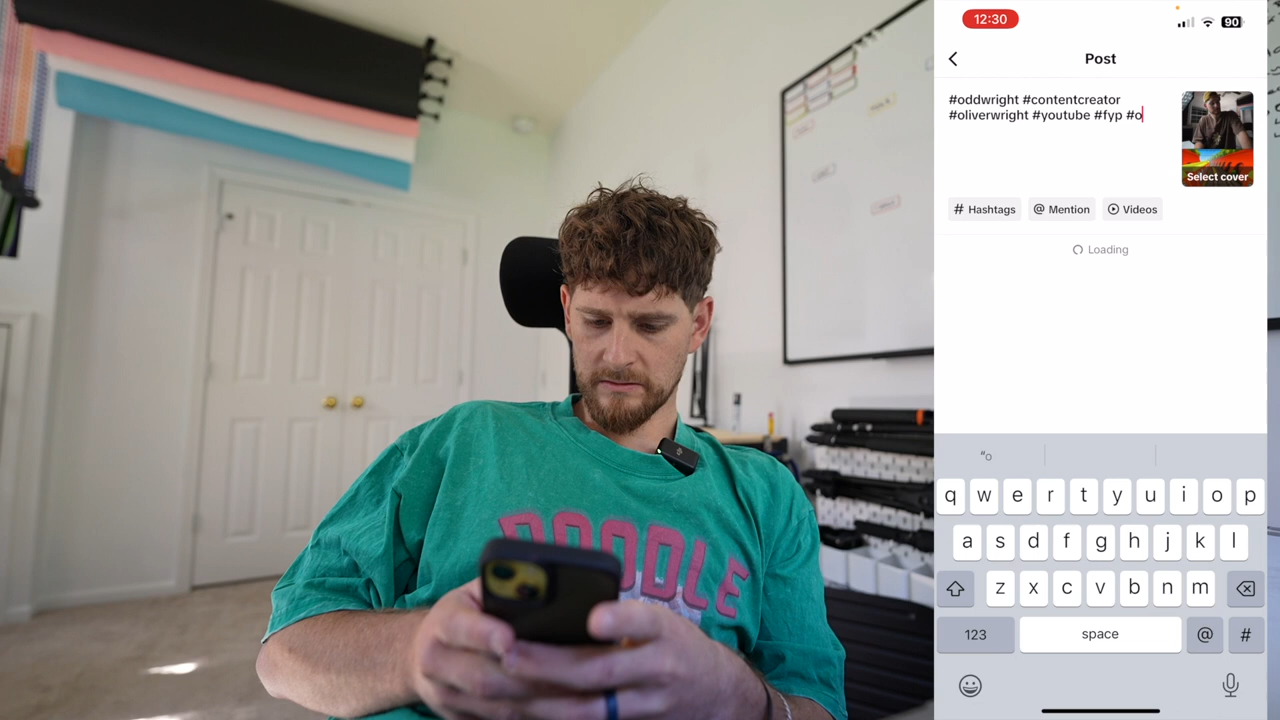 12:30
90
Post
#oddwright #contentcreator
#oliverwright #youtube #fyp #o
Select cover
# Hashtags
@ Mention
Videos
Loading
“o
q w e r t y u i o p
a s d f g h j k l
z x c v b n m
123
space
@
#
DOODLE